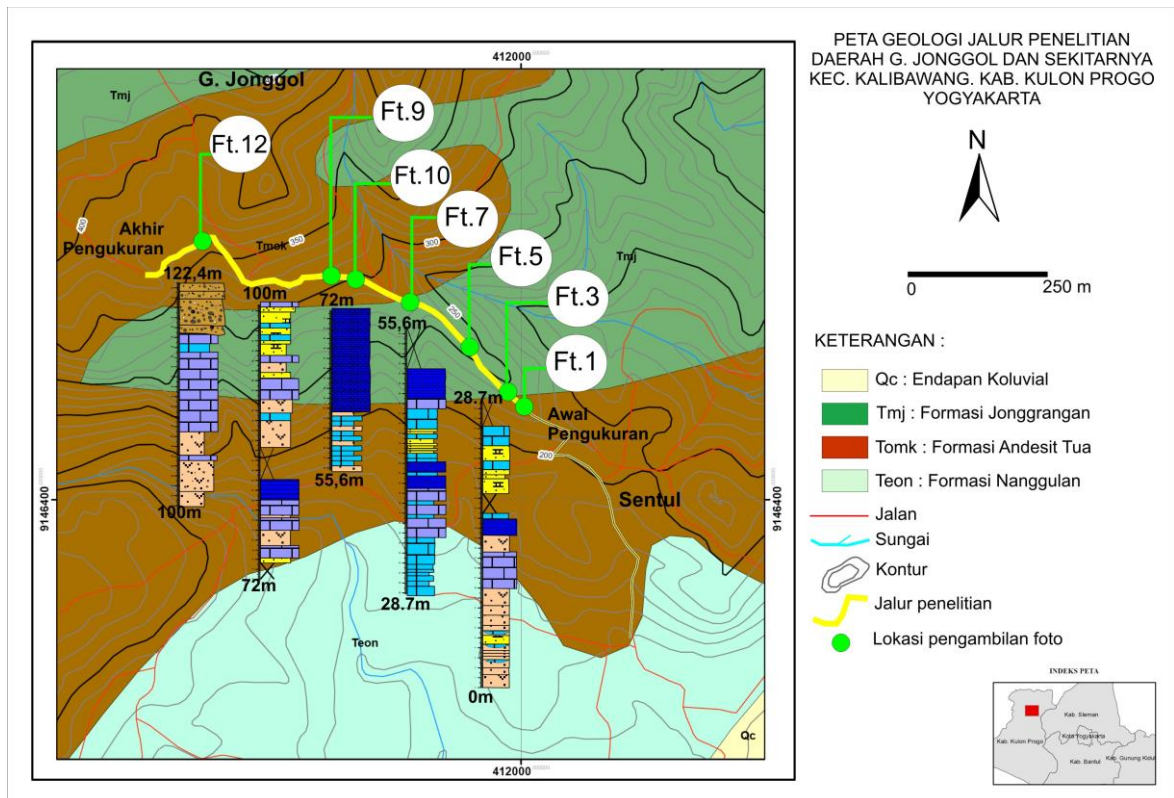 PETA GEOLOGI JALUR PENELITIAN
DAERAH G. JONGGOL DAN SEKITARNYA
KEC. KALIBAWANG. KAB. KULON PROGO
YOGYAKARTA
N
0 250 m
KETERANGAN :
Qc : Endapan Koluvial
Tmj : Formasi Jonggrangan
Tomk : Formasi Andesit Tua
Teon : Formasi Nanggulan
Jalan
Sungai
Kontur
Jalur penelitian
Lokasi pengambilan foto
INDEKS PETA
Kab. Sleman
Kab. Kulon Progo
Kota Yogyakarta
Kab. Bantul
Kab. Gunung Kidul
412000
G. Jonggol
Tmj
Ft.9
Ft.12
Ft.10
Ft.7
400
Akhir
Pengukuran
Tmok
350
300
Ft.5
Tmj
Ft.3
250
122,4m
100m
72m
55,6m
Ft.1
28.7m
Awal
Pengukuran
200
55,6m
Sentul
9146400
9146400
100m
72m
28.7m
Teon
0m
Qc
412000